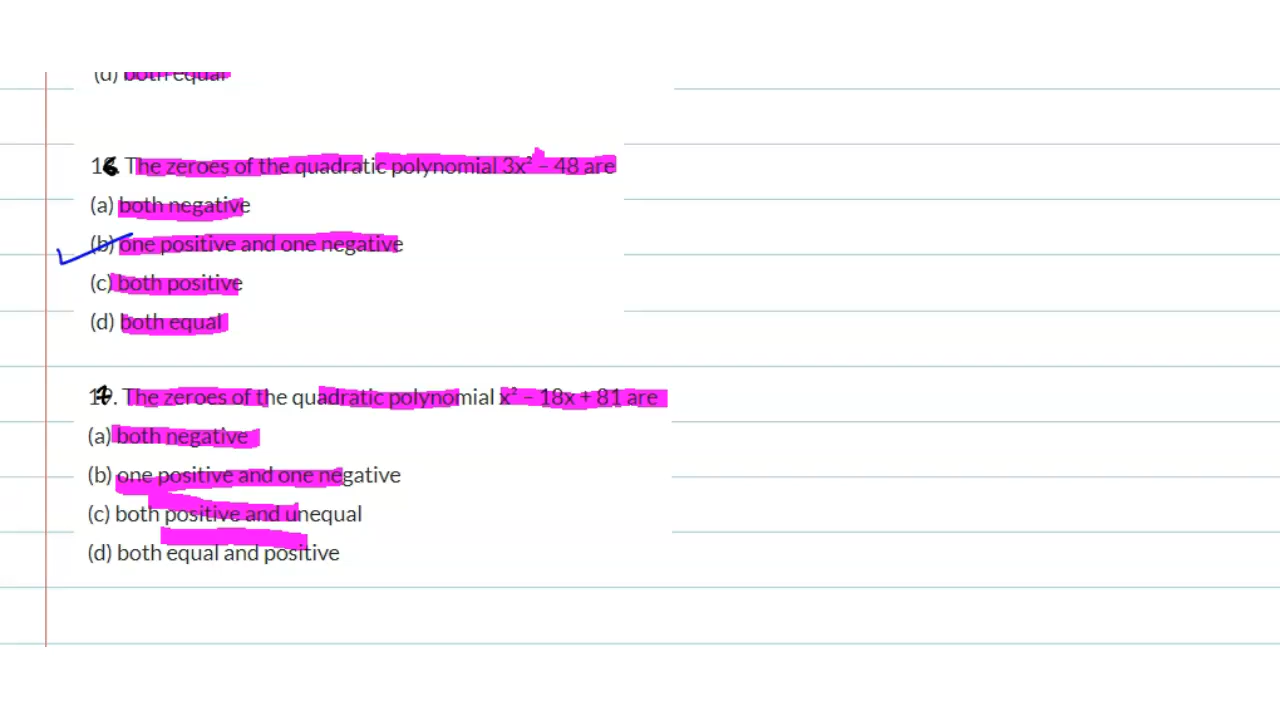 (d) both equal
16. The zeroes of the quadratic polynomial 3x² – 48 are
(a) both negative
(b) one positive and one negative
(c) both positive
(d) both equal
17. The zeroes of the quadratic polynomial x² – 18x + 81 are
(a) both negative
(b) one positive and one negative
(c) both positive and unequal
(d) both equal and positive